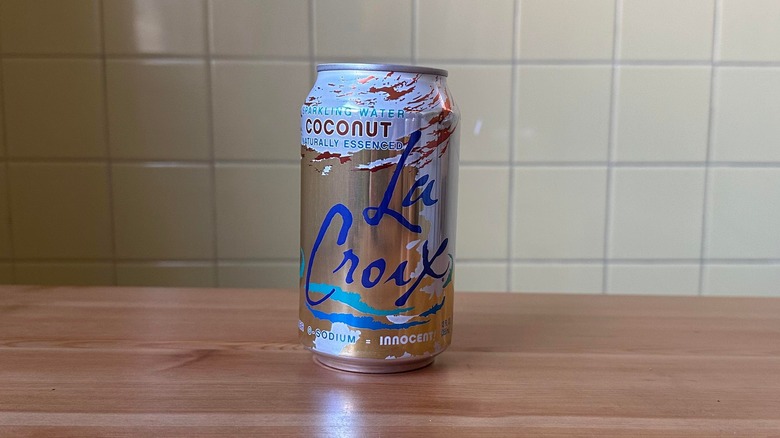 SPARKLING WATER
COCONUT
NATURALLY ESSENCED
La
Croix
0-SODIUM = INNOCENT